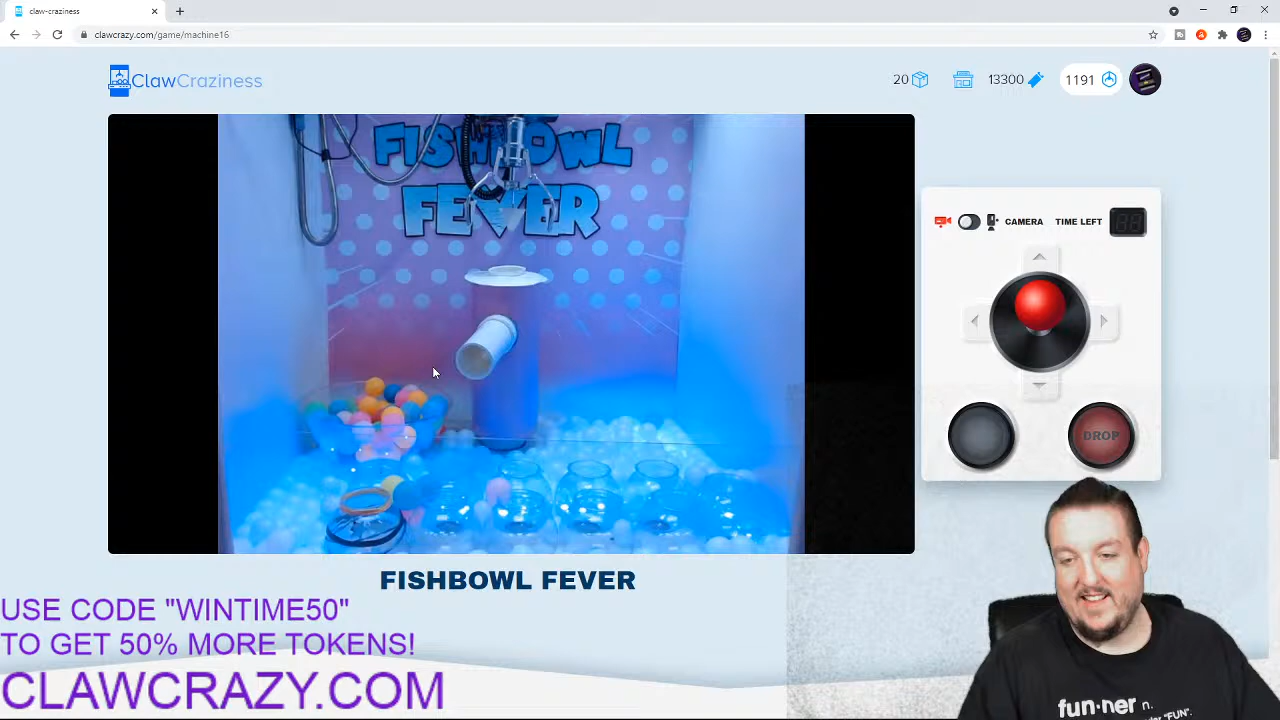 claw-craziness
clawcrazy.com/game/machine16
ClawCraziness
20
13300
1191
FISHBOWL
FEVER
CAMERA
TIME LEFT
DROP
FISHBOWL FEVER
USE CODE "WINTIME50"
TO GET 50% MORE TOKENS!
CLAWCRAZY.COM
fun·ner n.
"FUN".